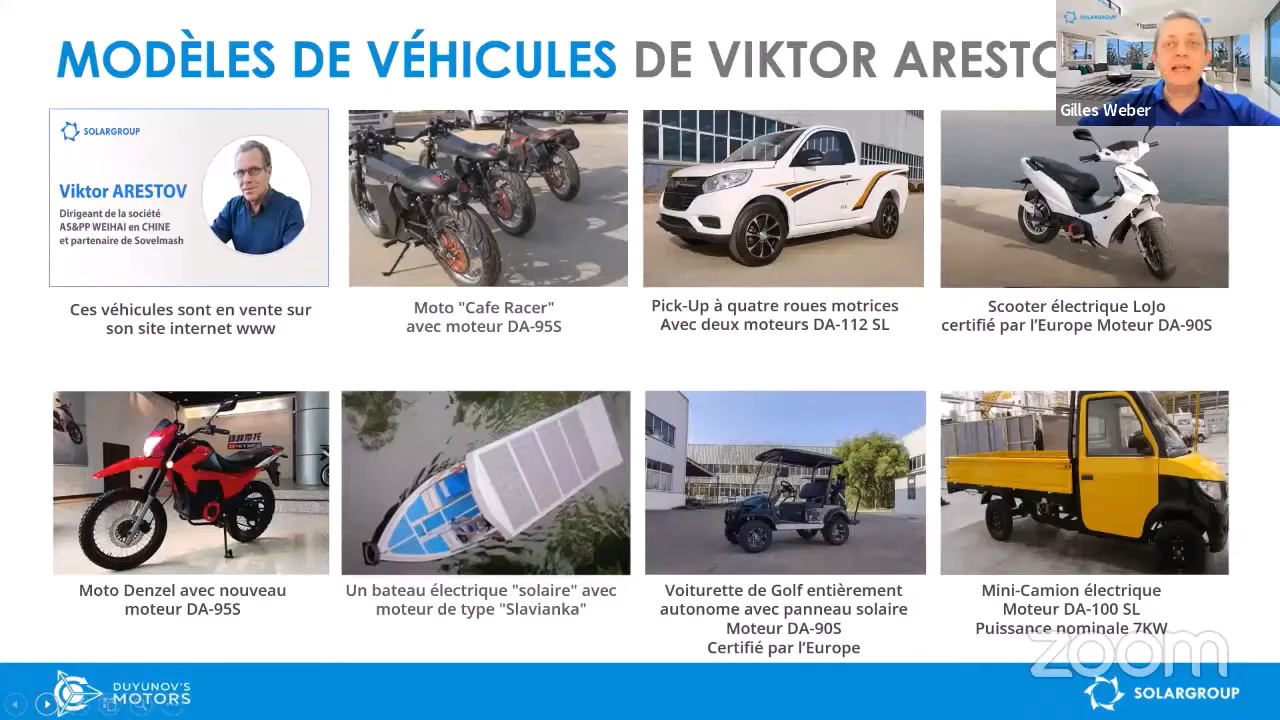 MODÈLES DE VÉHICULES DE VIKTOR ARESTO
SOLARGROUP
Gilles Weber
SOLARGROUP
Viktor ARESTOV
Dirigeant de la société
AS&PP WEIHAI en CHINE
et partenaire de Sovelmash
Ces véhicules sont en vente sur
son site internet www
Moto "Cafe Racer"
avec moteur DA-95S
Pick-Up à quatre roues motrices
Avec deux moteurs DA-112 SL
Scooter électrique LoJo
certifié par l’Europe Moteur DA-90S
Moto Denzel avec nouveau
moteur DA-95S
Un bateau électrique "solaire" avec
moteur de type "Slavianka"
Voiturette de Golf entièrement
autonome avec panneau solaire
Moteur DA-90S
Certifié par l’Europe
Mini-Camion électrique
Moteur DA-100 SL
Puissance nominale 7KW
zoom
DUYUNOV'S
MOTORS
SOLARGROUP